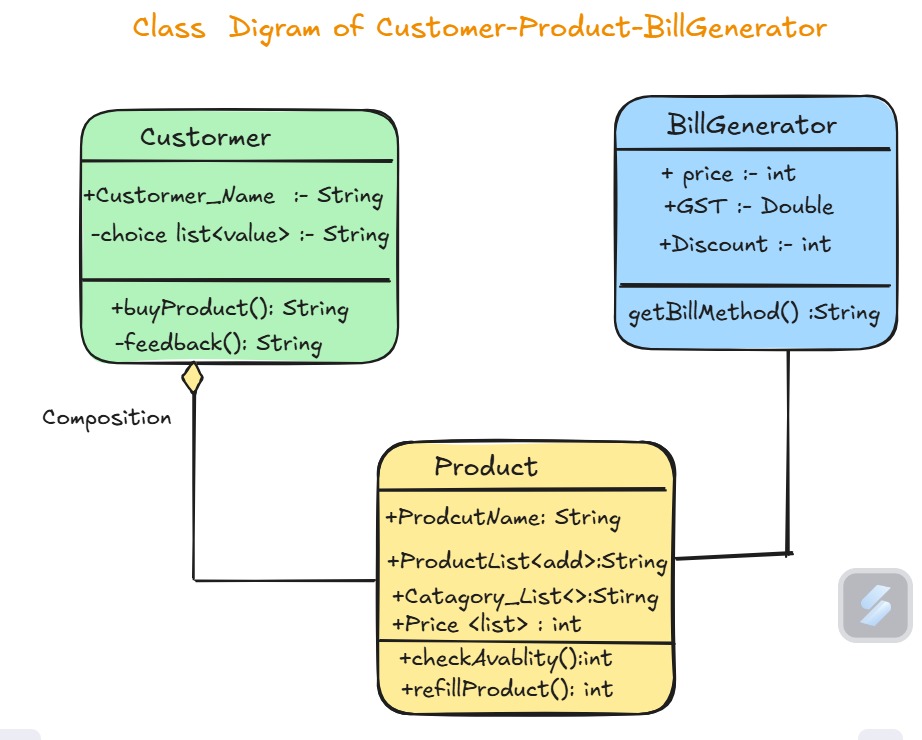 Class Digram of Customer-Product-BillGenerator
Custormer
+Custormer_Name :- String
-choice list<value> :- String
+buyProduct(): String
-feedback(): String
BillGenerator
+ price :- int
+GST :- Double
+Discount :- int
getBillMethod() :String
Composition
Product
+ProdcutName: String
+ProductList<add>:String
+Catagory_List<>:Stirng
+Price <list> : int
+checkAvablity():int
+refillProduct(): int